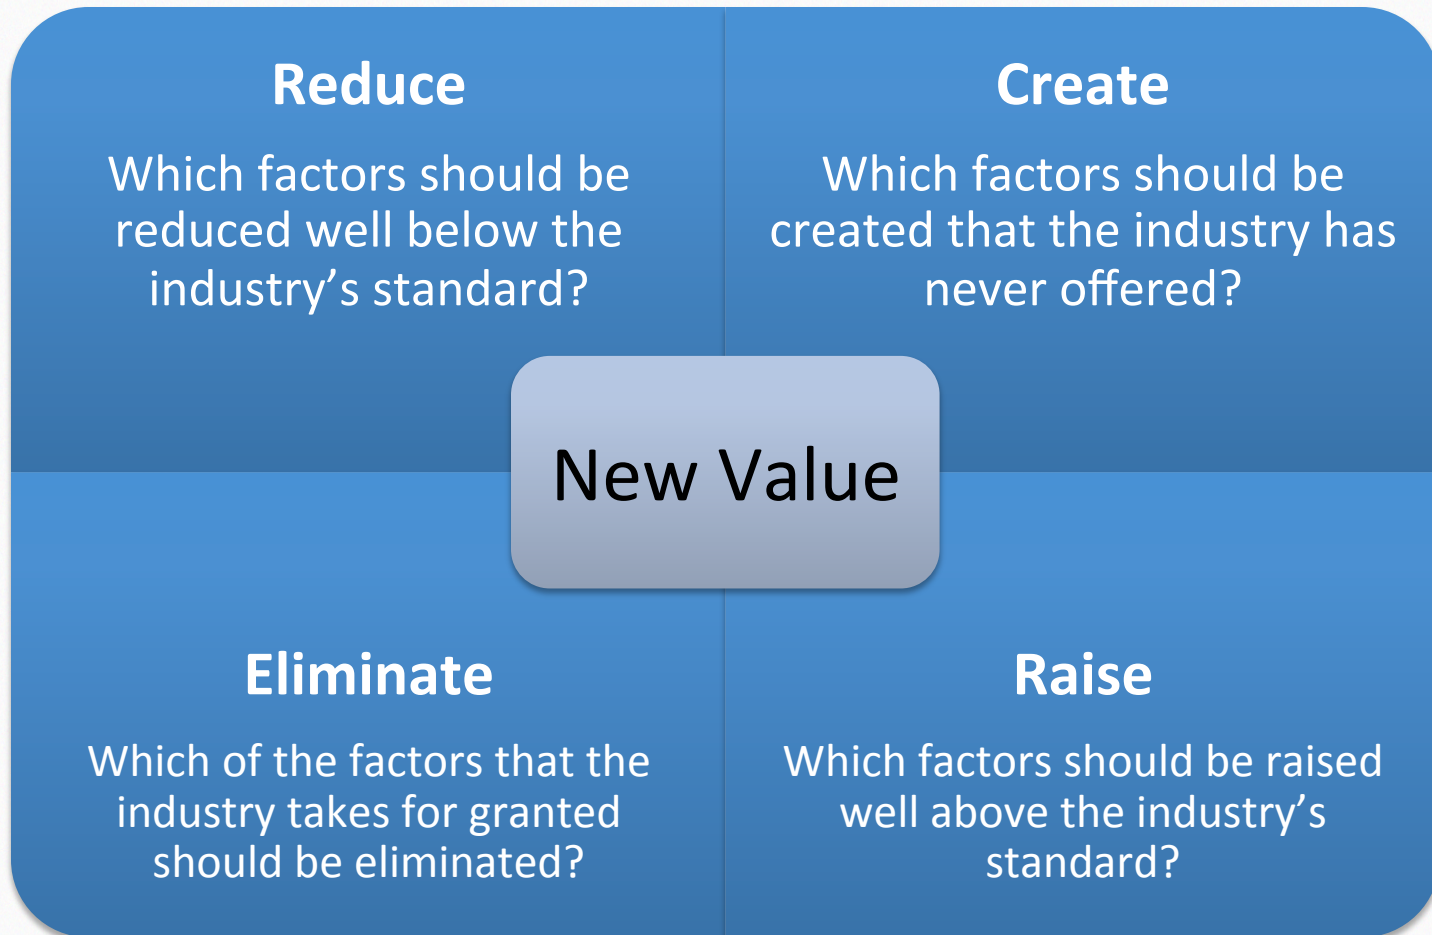 Reduce
Which factors should be
reduced well below the
industry’s standard?
Create
Which factors should be
created that the industry has
never offered?
New Value
Eliminate
Which of the factors that the
industry takes for granted
should be eliminated?
Raise
Which factors should be raised
well above the industry’s
standard?